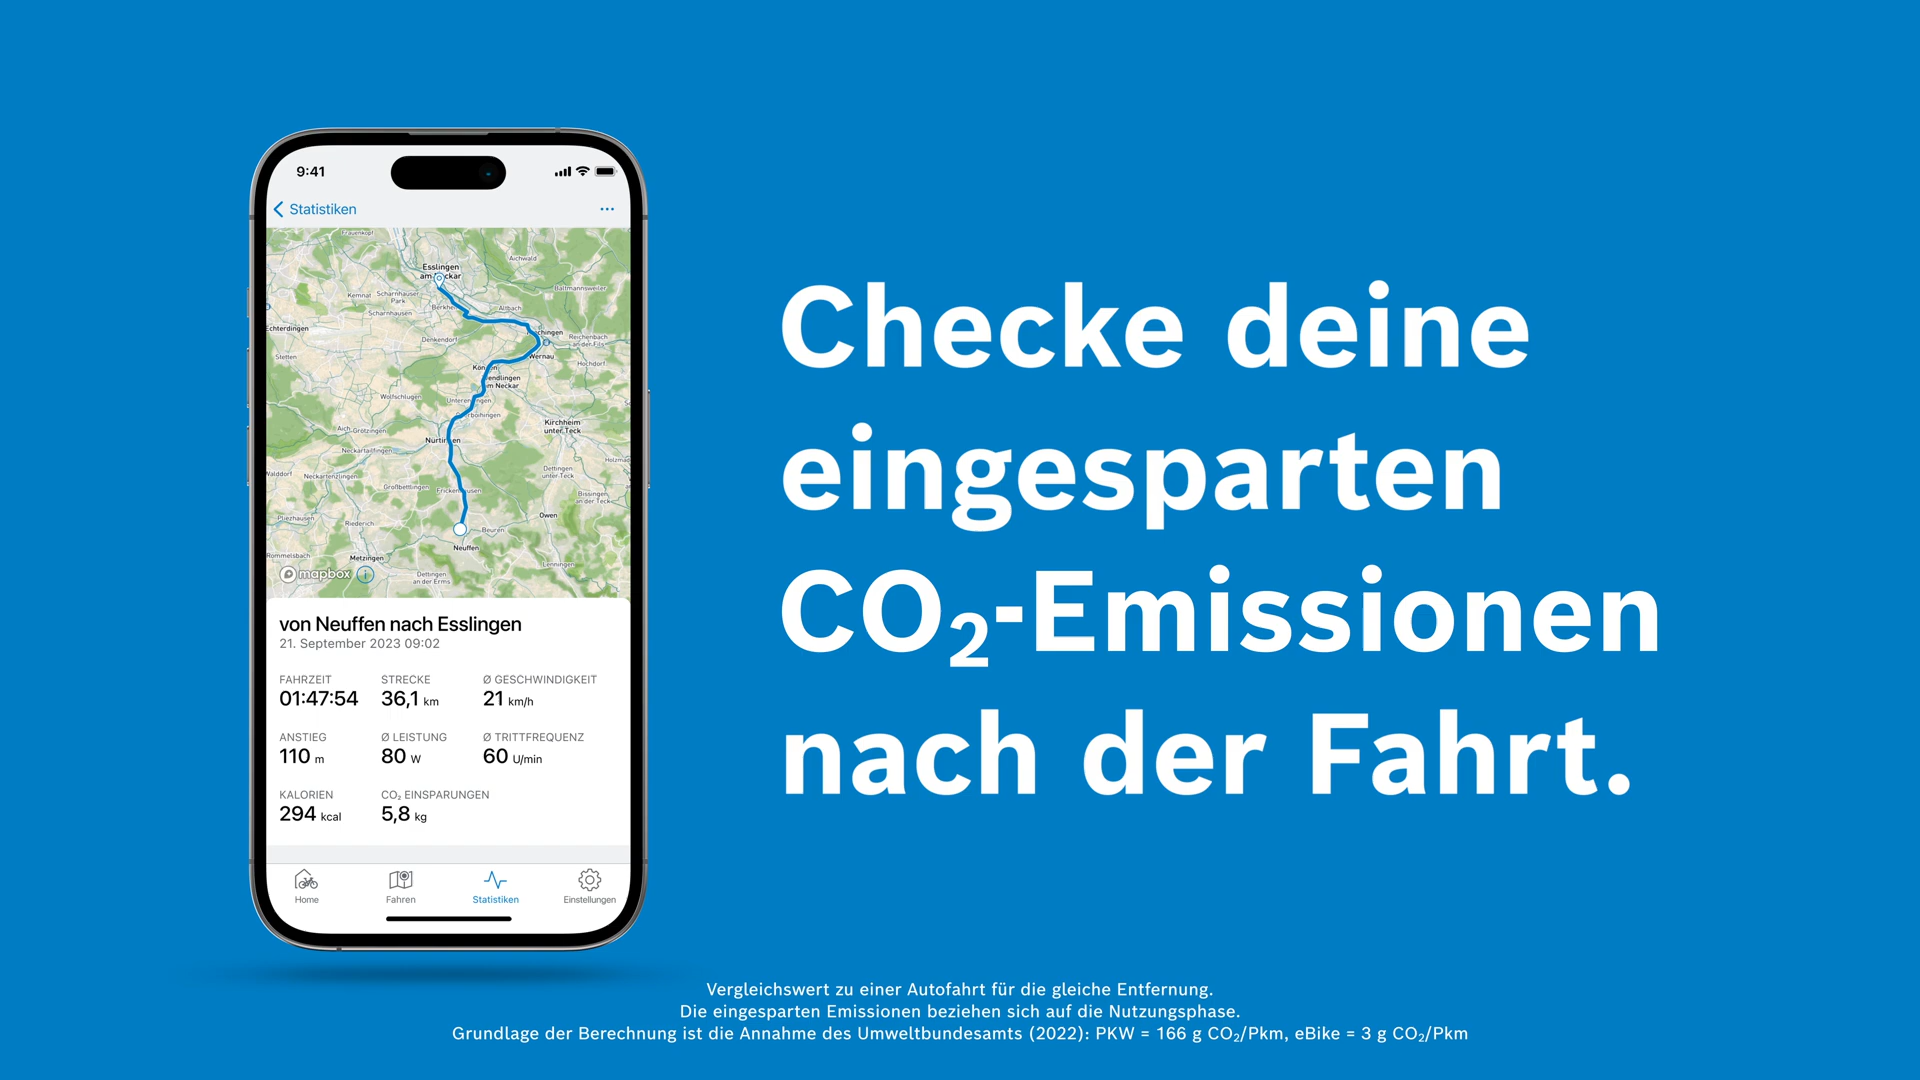 9:41
Statistiken
Frauenkopf
Aichwald
Esslingen
Baltmannsweiler
Kemnat
Scharnhauser
Park
Altbach
Scharnhausen
Echterdingen
Denkendorf
Reichenbach
an der Fils
Stetten
Wernau
Hochdorf
Wolfschlugen
Kirchheim
unter Teck
Aich
Grötzingen
Neckartailfingen
Walddorf
Neckartenzlingen
Dettingen
unter Teck
Großbettlingen
Bissingen
an der Teck
Pliezhausen
Riederich
Owen
Beuren
Neuffen
Rommelsbach
Metzingen
Lenningen
Dettingen
an der Erms
mapbox
von Neuffen nach Esslingen
21. September 2023 09:02
FAHRZEIT STRECKE Ø GESCHWINDIGKEIT
01:47:54 36,1 km 21 km/h
ANSTIEG Ø LEISTUNG Ø TRITTFREQUENZ
110 m 80 W 60 U/min
KALORIEN CO₂ EINSPARUNGEN
294 kcal 5,8 kg
Home Fahren Statistiken Einstellungen
Checke deine
eingesparten
CO₂-Emissionen
nach der Fahrt.
Vergleichswert zu einer Autofahrt für die gleiche Entfernung.
Die eingesparten Emissionen beziehen sich auf die Nutzungsphase.
Grundlage der Berechnung ist die Annahme des Umweltbundesamts (2022): PKW = 166 g CO₂/Pkm, eBike = 3 g CO₂/Pkm